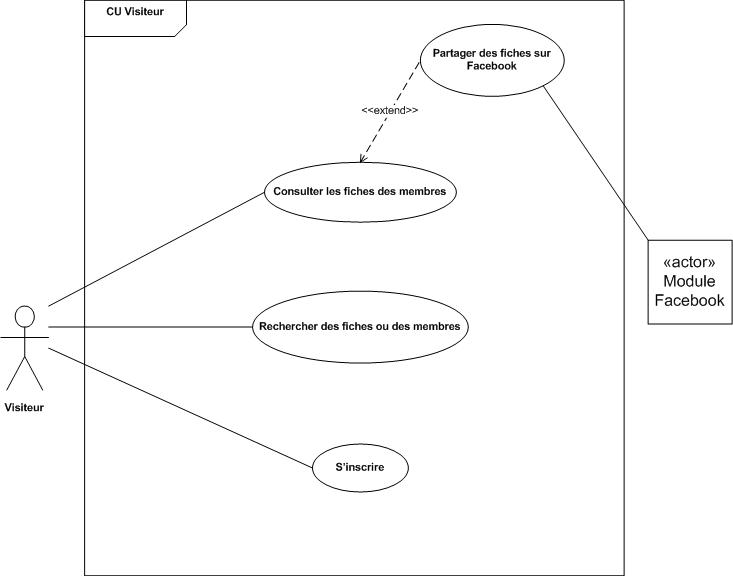 CU Visiteur
Partager des fiches sur
Facebook
<<extend>>
Consulter les fiches des membres
«actor»
Module
Facebook
Rechercher des fiches ou des membres
Visiteur
S'inscrire